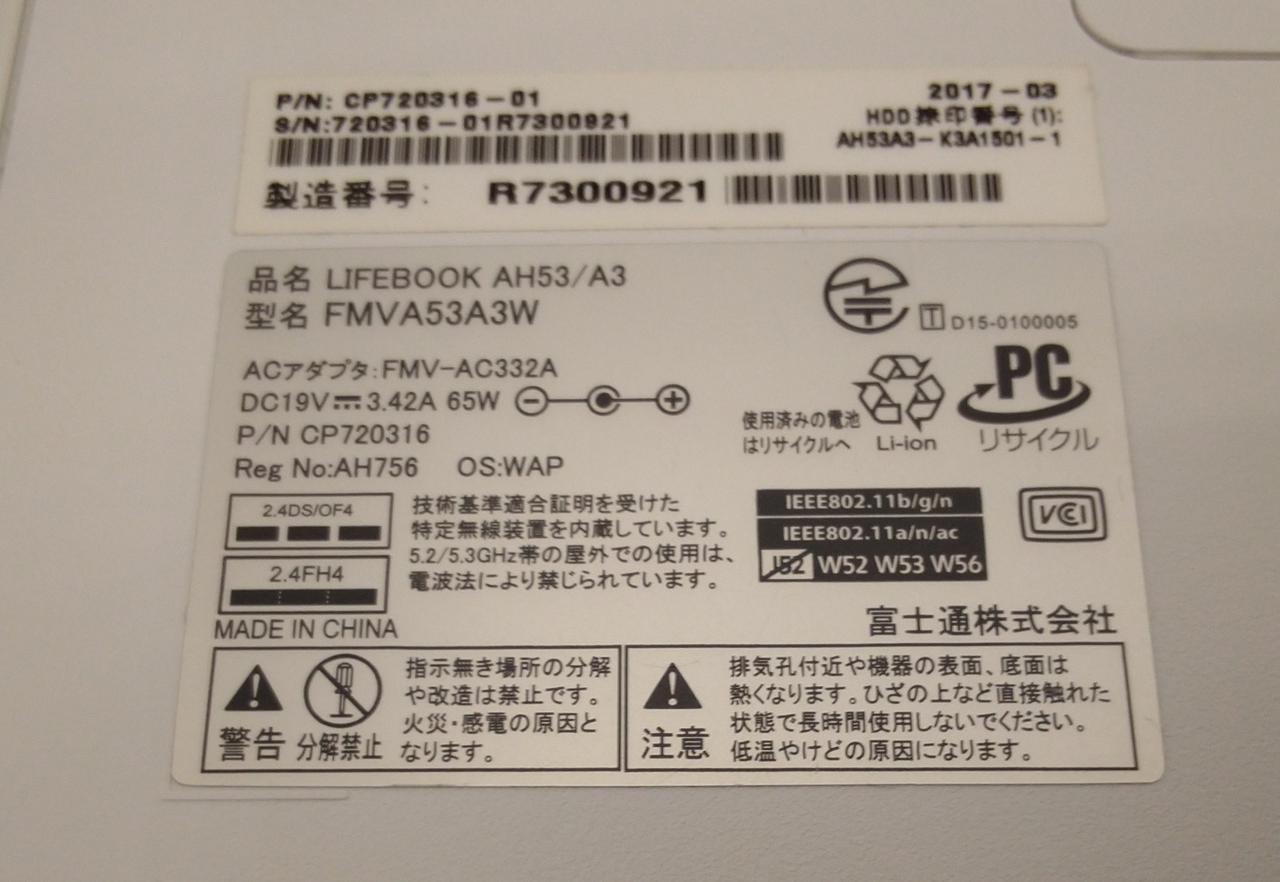 P/N: CP720316-01
S/N:720316-01R7300921
2017-03
HDD捺印番号 (1):
AH53A3-K3A1501-1
製造番号: R7300921
品名 LIFEBOOK AH53/A3
型名 FMVA53A3W
T D15-0100005
ACアダプタ:FMV-AC332A
DC19V 3.42A 65W
P/N CP720316
Reg No:AH756 OS:WAP
使用済みの電池
はリサイクルへ
Li-ion
PC
リサイクル
2.4DS/OF4
2.4FH4
MADE IN CHINA
技術基準適合証明を受けた
特定無線装置を内蔵しています。
5.2/5.3GHz帯の屋外での使用は、
電波法により禁じられています。
IEEE802.11b/g/n
IEEE802.11a/n/ac
J52 W52 W53 W56
VCI
富士通株式会社
警告
分解禁止
指示無き場所の分解
や改造は禁止です。
火災・感電の原因と
なります。
注意
排気孔付近や機器の表面、底面は
熱くなります。ひざの上など直接触れた
状態で長時間使用しないでください。
低温やけどの原因になります。